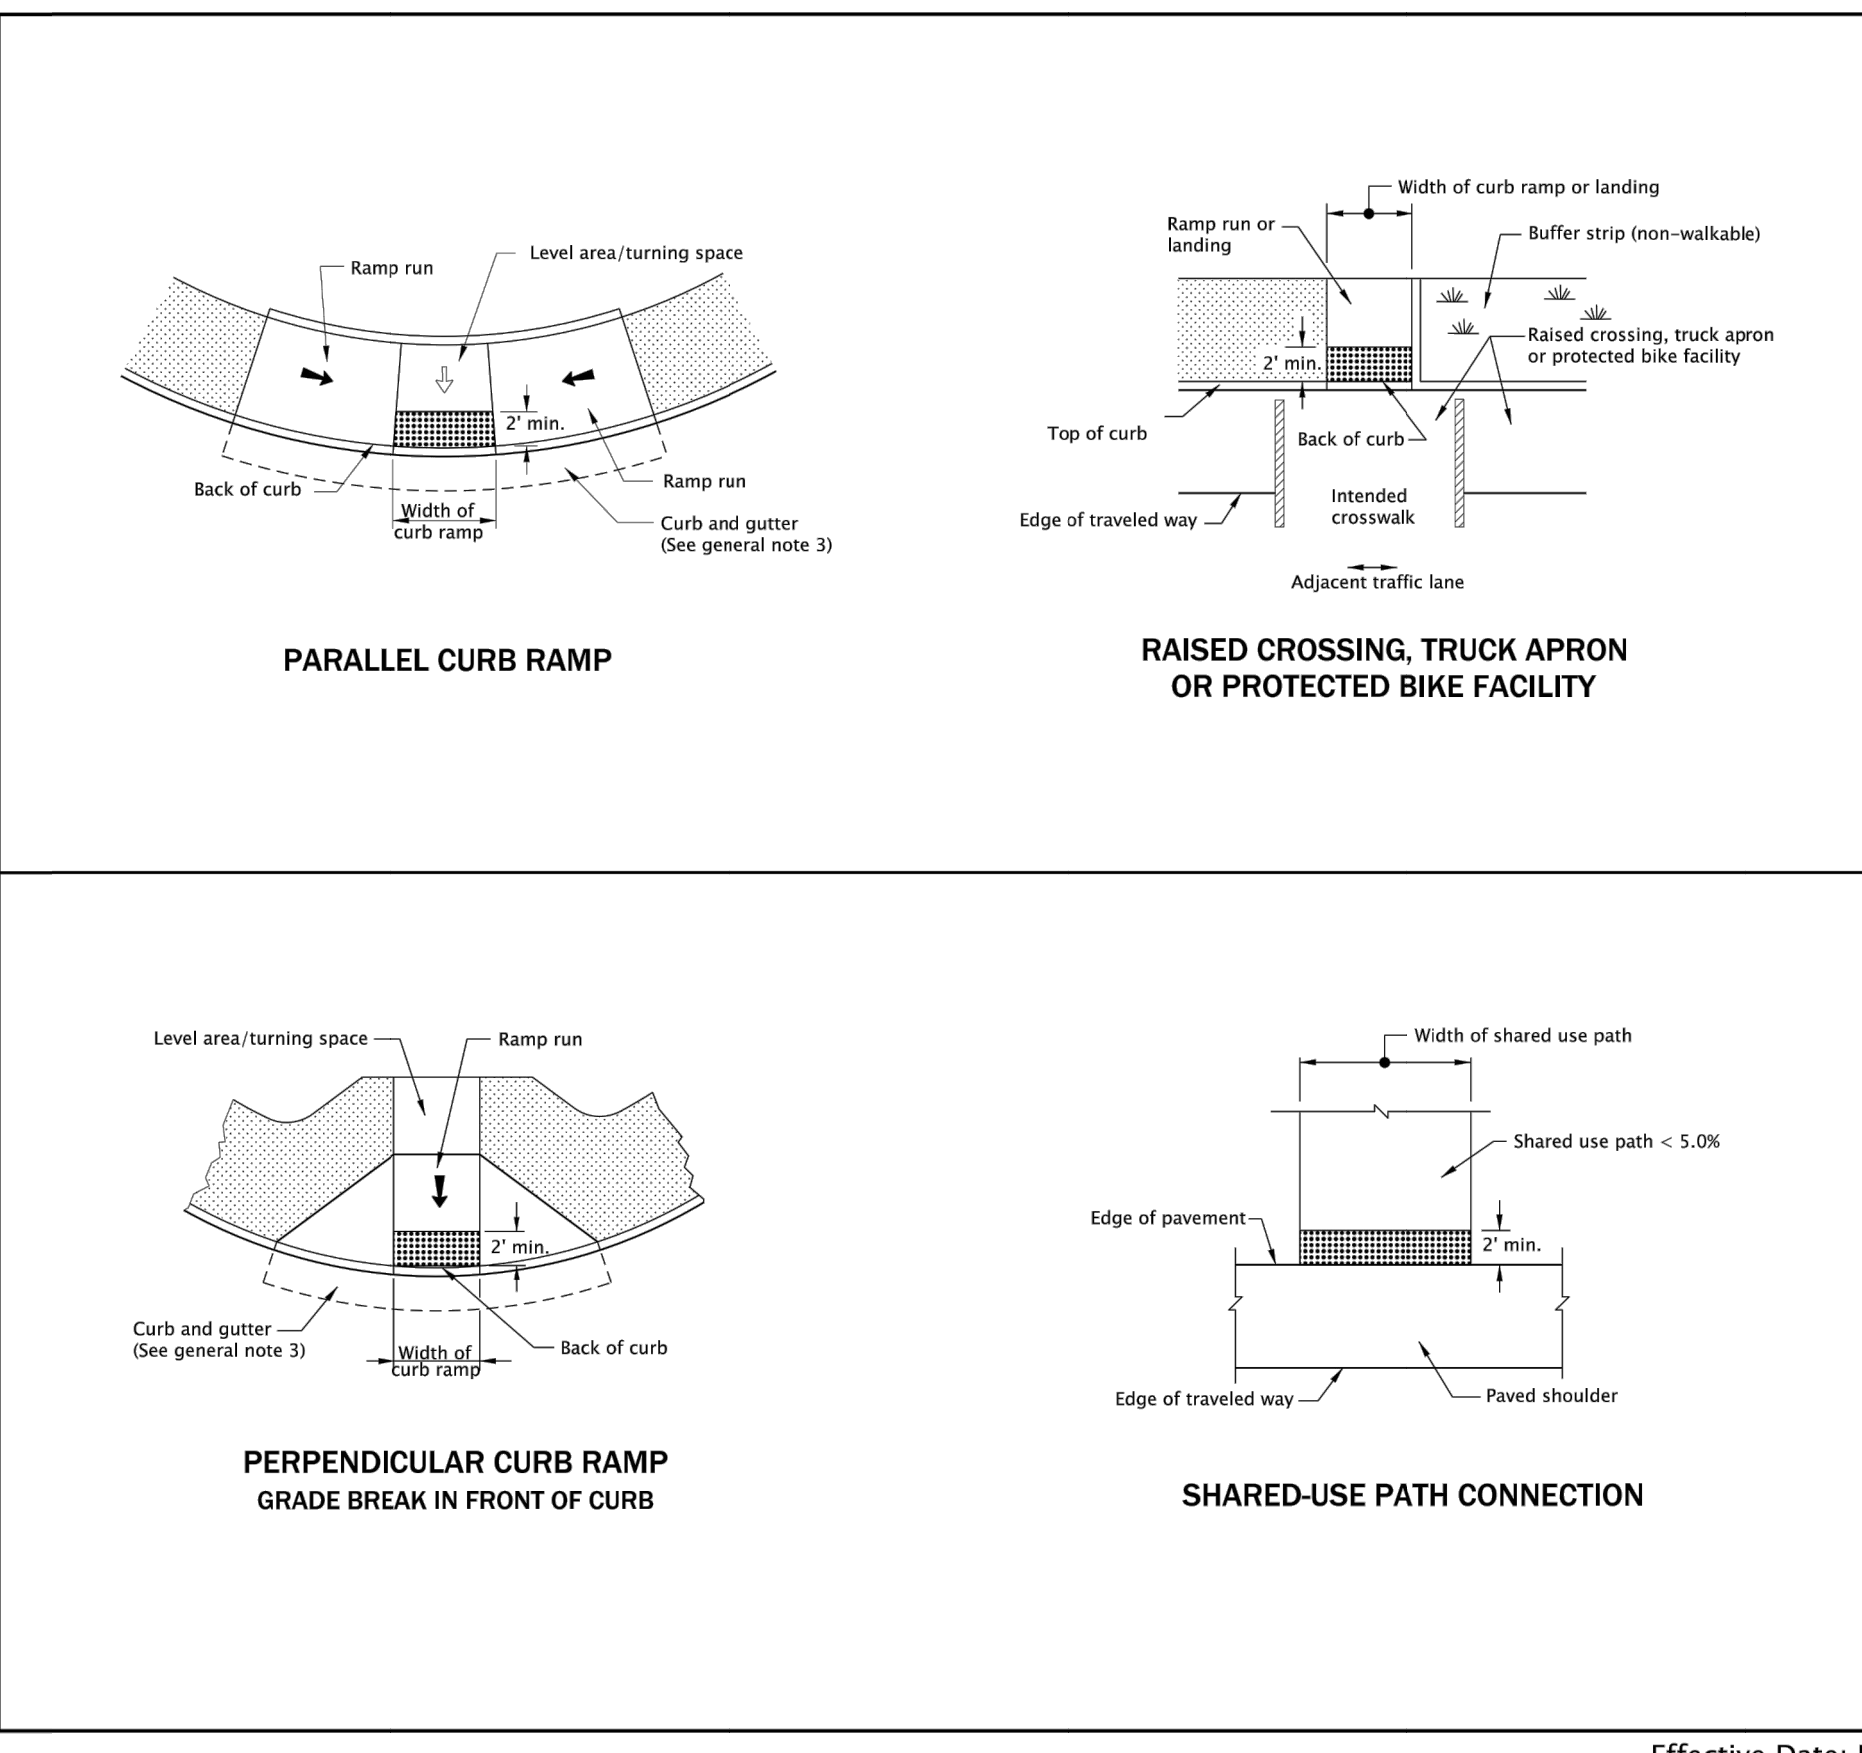 Ramp run
Level area/turning space
2' min.
Back of curb
Ramp run
Width of
curb ramp
Curb and gutter
(See general note 3)
PARALLEL CURB RAMP
Width of curb ramp or landing
Ramp run or
landing
Buffer strip (non-walkable)
Raised crossing, truck apron
or protected bike facility
2' min.
Top of curb
Back of curb
Intended
crosswalk
Edge of traveled way
Adjacent traffic lane
RAISED CROSSING, TRUCK APRON
OR PROTECTED BIKE FACILITY
Level area/turning space
Ramp run
2' min.
Curb and gutter
(See general note 3)
Width of
curb ramp
Back of curb
PERPENDICULAR CURB RAMP
GRADE BREAK IN FRONT OF CURB
Width of shared use path
Shared use path < 5.0%
Edge of pavement
2' min.
Edge of traveled way
Paved shoulder
SHARED-USE PATH CONNECTION
Effective Date: